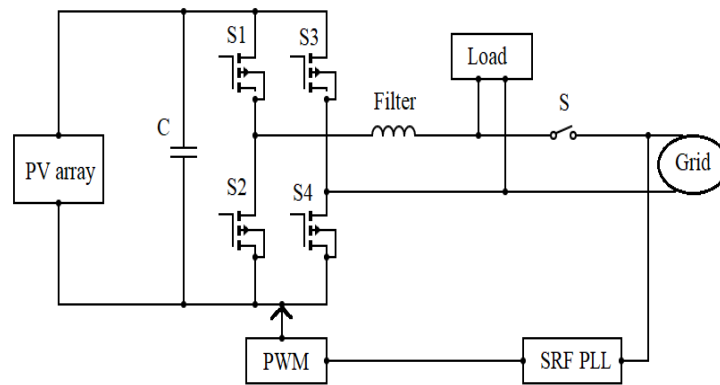 S1
S3
Load
Filter
S
C
PV array
Grid
S2
S4
PWM
SRF PLL